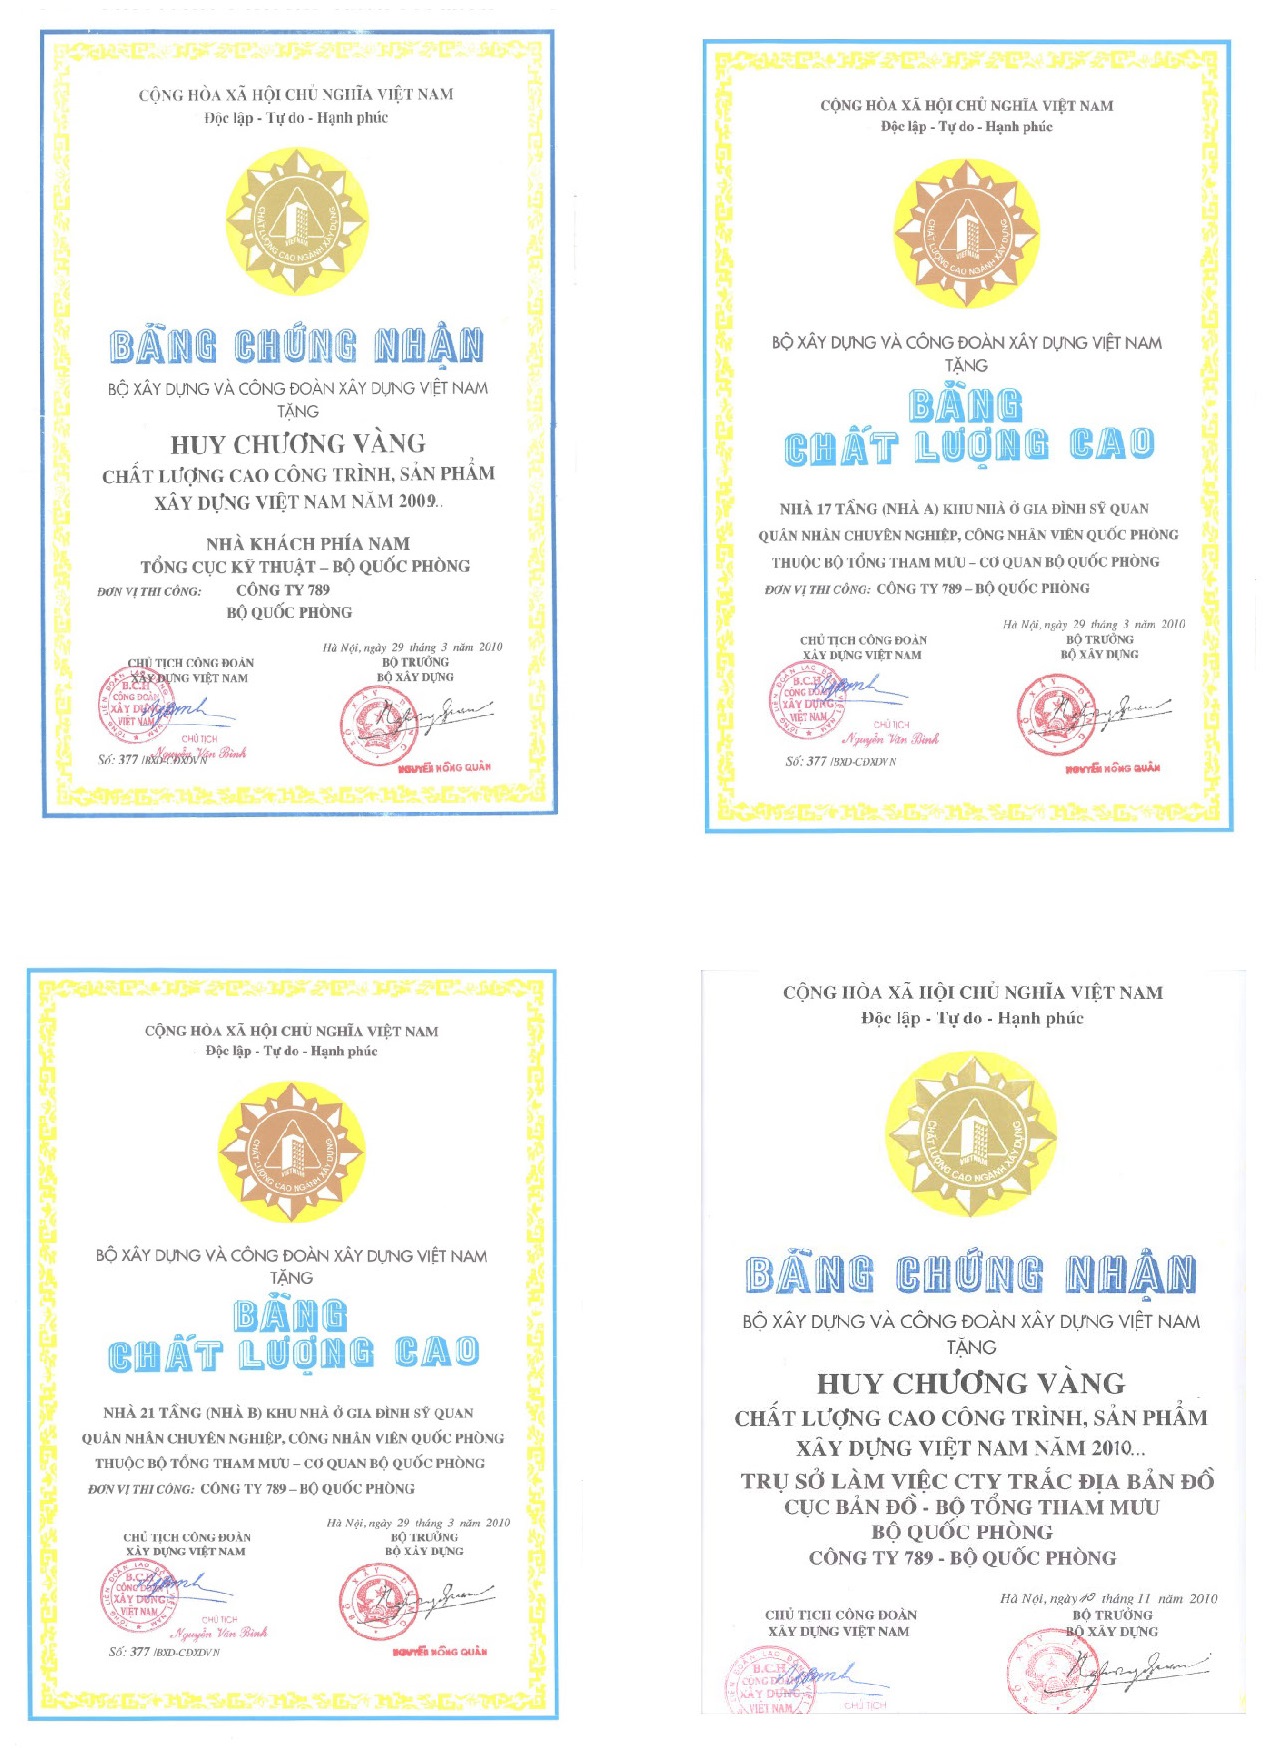 CỘNG HÒA XÃ HỘI CHỦ NGHĨA VIỆT NAM
Độc lập - Tự do - Hạnh phúc
CHẤT LƯỢNG CAO NGÀNH XÂY DỰNG
VIETNAM
BẰNG CHỨNG NHẬN
BỘ XÂY DỰNG VÀ CÔNG ĐOÀN XÂY DỰNG VIỆT NAM
TẶNG
HUY CHƯƠNG VÀNG
CHẤT LƯỢNG CAO CÔNG TRÌNH, SẢN PHẨM
XÂY DỰNG VIỆT NAM NĂM 2009..
NHÀ KHÁCH PHÍA NAM
TỔNG CỤC KỸ THUẬT – BỘ QUỐC PHÒNG
ĐƠN VỊ THI CÔNG: CÔNG TY 789
BỘ QUỐC PHÒNG
Hà Nội, ngày 29 tháng 3 năm 2010
CHỦ TỊCH CÔNG ĐOÀN BỘ TRƯỞNG
XÂY DỰNG VIỆT NAM BỘ XÂY DỰNG
B.C.H
CÔNG ĐOÀN
XÂY DỰNG
VIỆT NAM
CHỦ TỊCH
Nguyễn Văn Bình
Số: 377 /BXD-CĐXDVN
NGUYỄN HỒNG QUÂN
CỘNG HÒA XÃ HỘI CHỦ NGHĨA VIỆT NAM
Độc lập - Tự do - Hạnh phúc
CHẤT LƯỢNG CAO NGÀNH XÂY DỰNG
VIETNAM
BỘ XÂY DỰNG VÀ CÔNG ĐOÀN XÂY DỰNG VIỆT NAM
TẶNG
BẰNG
CHẤT LƯỢNG CAO
NHÀ 17 TẦNG (NHÀ A) KHU NHÀ Ở GIA ĐÌNH SỸ QUAN
QUÂN NHÂN CHUYÊN NGHIỆP, CÔNG NHÂN VIÊN QUỐC PHÒNG
THUỘC BỘ TỔNG THAM MƯU – CƠ QUAN BỘ QUỐC PHÒNG
ĐƠN VỊ THI CÔNG: CÔNG TY 789 – BỘ QUỐC PHÒNG
Hà Nội, ngày 29 tháng 3 năm 2010
CHỦ TỊCH CÔNG ĐOÀN BỘ TRƯỞNG
XÂY DỰNG VIỆT NAM BỘ XÂY DỰNG
B.C.H
CÔNG ĐOÀN
XÂY DỰNG
VIỆT NAM
CHỦ TỊCH
Nguyễn Văn Bình
Số: 377 /BXD-CĐXDVN
NGUYỄN HỒNG QUÂN
CỘNG HÒA XÃ HỘI CHỦ NGHĨA VIỆT NAM
Độc lập - Tự do - Hạnh phúc
CHẤT LƯỢNG CAO NGÀNH XÂY DỰNG
VIETNAM
BỘ XÂY DỰNG VÀ CÔNG ĐOÀN XÂY DỰNG VIỆT NAM
TẶNG
BẰNG
CHẤT LƯỢNG CAO
NHÀ 21 TẦNG (NHÀ B) KHU NHÀ Ở GIA ĐÌNH SỸ QUAN
QUÂN NHÂN CHUYÊN NGHIỆP, CÔNG NHÂN VIÊN QUỐC PHÒNG
THUỘC BỘ TỔNG THAM MƯU – CƠ QUAN BỘ QUỐC PHÒNG
ĐƠN VỊ THI CÔNG: CÔNG TY 789 – BỘ QUỐC PHÒNG
Hà Nội, ngày 29 tháng 3 năm 2010
CHỦ TỊCH CÔNG ĐOÀN BỘ TRƯỞNG
XÂY DỰNG VIỆT NAM BỘ XÂY DỰNG
B.C.H
CÔNG ĐOÀN
XÂY DỰNG
VIỆT NAM
CHỦ TỊCH
Nguyễn Văn Bình
Số: 377 /BXD-CĐXDVN
NGUYỄN HỒNG QUÂN
CỘNG HÒA XÃ HỘI CHỦ NGHĨA VIỆT NAM
Độc lập - Tự do - Hạnh phúc
CHẤT LƯỢNG CAO NGÀNH XÂY DỰNG
VIETNAM
BẰNG CHỨNG NHẬN
BỘ XÂY DỰNG VÀ CÔNG ĐOÀN XÂY DỰNG VIỆT NAM
TẶNG
HUY CHƯƠNG VÀNG
CHẤT LƯỢNG CAO CÔNG TRÌNH, SẢN PHẨM
XÂY DỰNG VIỆT NAM NĂM 2010...
TRỤ SỞ LÀM VIỆC CTY TRẮC ĐỊA BẢN ĐỒ
CỤC BẢN ĐỒ - BỘ TỔNG THAM MƯU
BỘ QUỐC PHÒNG
CÔNG TY 789 - BỘ QUỐC PHÒNG
Hà Nội, ngày 10 tháng 11 năm 2010
CHỦ TỊCH CÔNG ĐOÀN BỘ TRƯỞNG
XÂY DỰNG VIỆT NAM BỘ XÂY DỰNG
B.C.H
CÔNG ĐOÀN
XÂY DỰNG
VIỆT NAM
CHỦ TỊCH